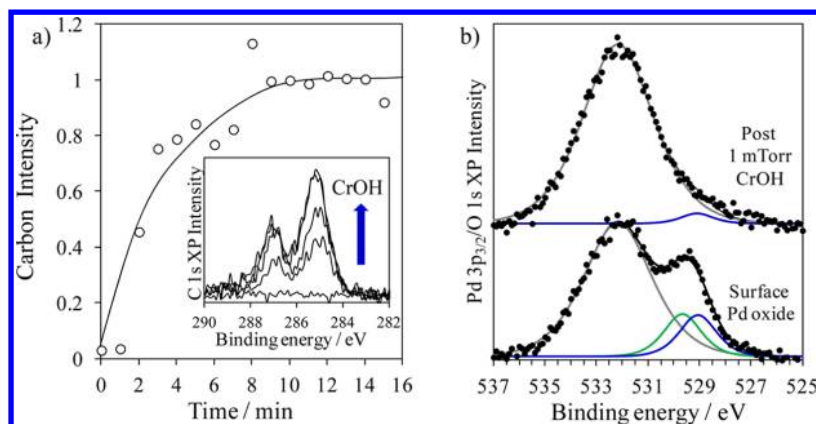 a)
Carbon Intensity
1.2
1
0.8
0.6
0.4
0.2
0
0 2 4 6 8 10 12 14 16
Time / min
C 1s XP Intensity
CrOH
290 288 286 284 282
Binding energy / eV
b)
Pd 3p3/2/O 1s XP Intensity
Post
1 mTorr
CrOH
Surface
Pd oxide
537 535 533 531 529 527 525
Binding energy / eV